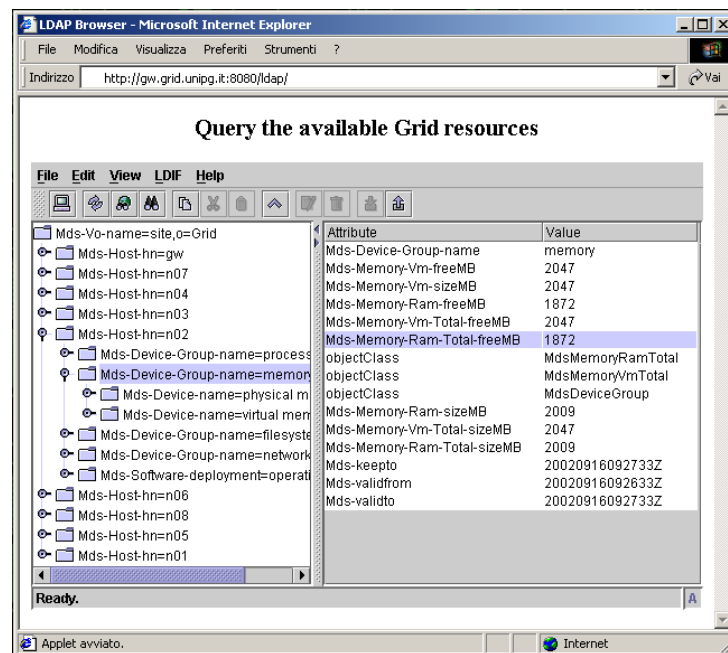 LDAP Browser - Microsoft Internet Explorer
File Modifica Visualizza Preferiti Strumenti ?
Indirizzo http://gw.grid.unipg.it:8080/ldap/ Vai
Query the available Grid resources
File Edit View LDIF Help
Mds-Vo-name=site,o=Grid
Mds-Host-hn=gw
Mds-Host-hn=n07
Mds-Host-hn=n04
Mds-Host-hn=n03
Mds-Host-hn=n02
Mds-Device-Group-name=process
Mds-Device-Group-name=memory
Mds-Device-name=physical m
Mds-Device-name=virtual mem
Mds-Device-Group-name=filesyste
Mds-Device-Group-name=network
Mds-Software-deployment=operati
Mds-Host-hn=n06
Mds-Host-hn=n08
Mds-Host-hn=n05
Mds-Host-hn=n01
Attribute Value
Mds-Device-Group-name memory
Mds-Memory-Vm-freeMB 2047
Mds-Memory-Vm-sizeMB 2047
Mds-Memory-Ram-freeMB 1872
Mds-Memory-Vm-Total-freeMB 2047
Mds-Memory-Ram-Total-freeMB 1872
objectClass MdsMemoryRamTotal
objectClass MdsMemoryVmTotal
objectClass MdsDeviceGroup
Mds-Memory-Ram-sizeMB 2009
Mds-Memory-Vm-Total-sizeMB 2047
Mds-Memory-Ram-Total-sizeMB 2009
Mds-keepto 20020916092733Z
Mds-validfrom 20020916092633Z
Mds-validto 20020916092733Z
Ready. A
Applet avviato. Internet